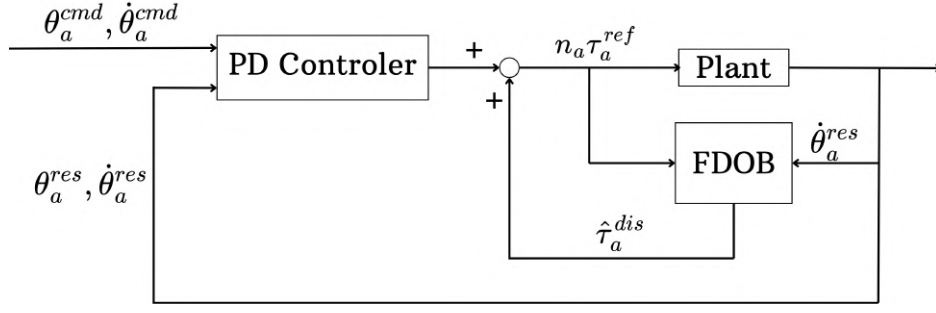 θ_a^{cmd}, θ̇_a^{cmd}
PD Controler
+
+
n_a τ_a^{ref}
Plant
FDOB
θ̇_a^{res}
θ_a^{res}, θ̇_a^{res}
τ̂_a^{dis}